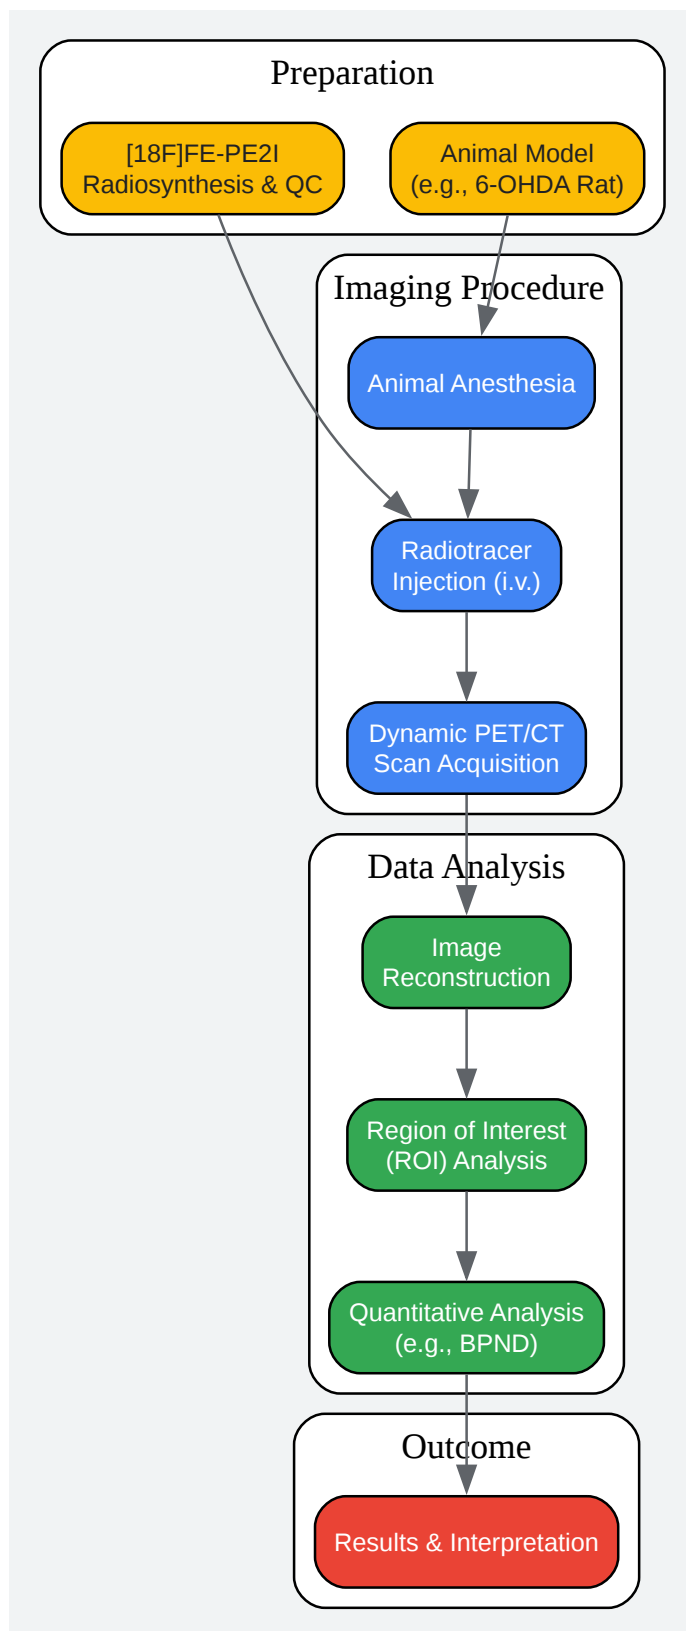 Preparation
[18F]FE-PE2I
Radiosynthesis & QC
Animal Model
(e.g., 6-OHDA Rat)
Imaging Procedure
Animal Anesthesia
Radiotracer
Injection (i.v.)
Dynamic PET/CT
Scan Acquisition
Data Analysis
Image
Reconstruction
Region of Interest
(ROI) Analysis
Quantitative Analysis
(e.g., BPND)
Outcome
Results & Interpretation